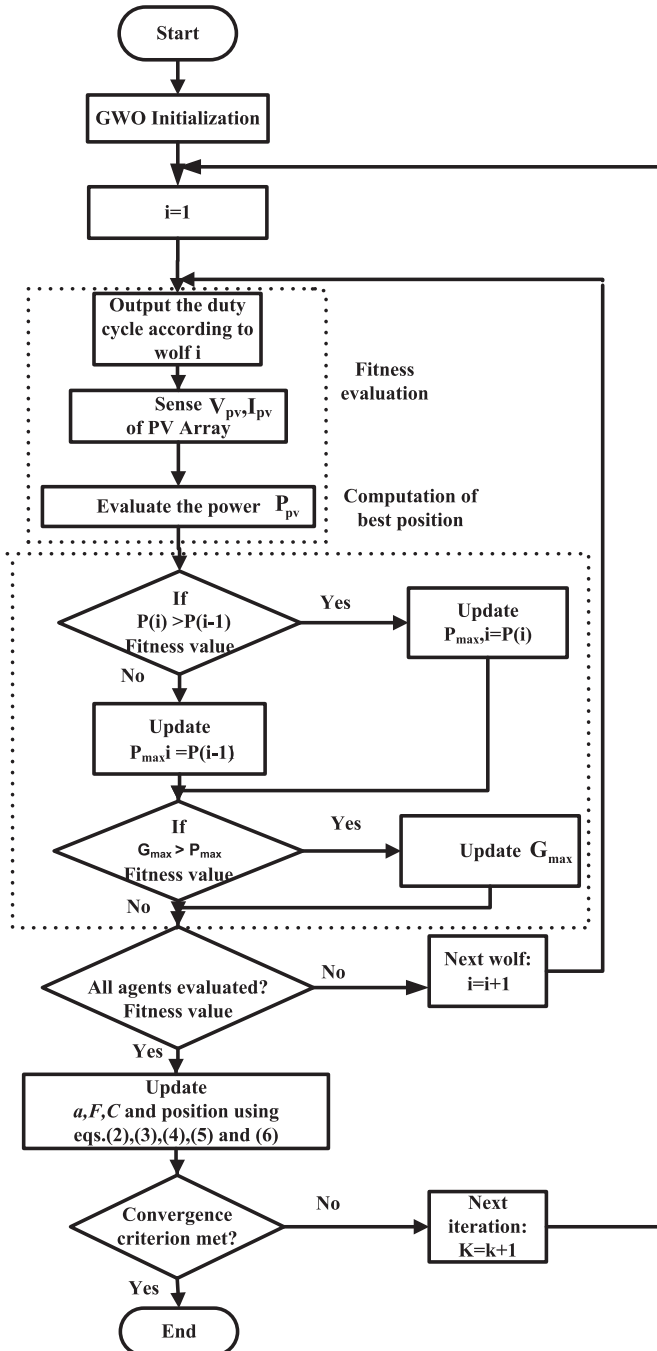 Start
GWO Initialization
i=1
Output the duty
cycle according to
wolf i
Fitness
evaluation
Sense V_pv,I_pv
of PV Array
Evaluate the power P_pv
Computation of
best position
If
P(i) >P(i-1)
Fitness value
Yes
Update
P_max,i=P(i)
No
Update
P_maxi =P(i-1)
If
G_max > P_max
Fitness value
Yes
Update G_max
No
All agents evaluated?
Fitness value
No
Next wolf:
i=i+1
Yes
Update
a,F,C and position using
eqs.(2),(3),(4),(5) and (6)
Convergence
criterion met?
No
Next
iteration:
K=k+1
Yes
End